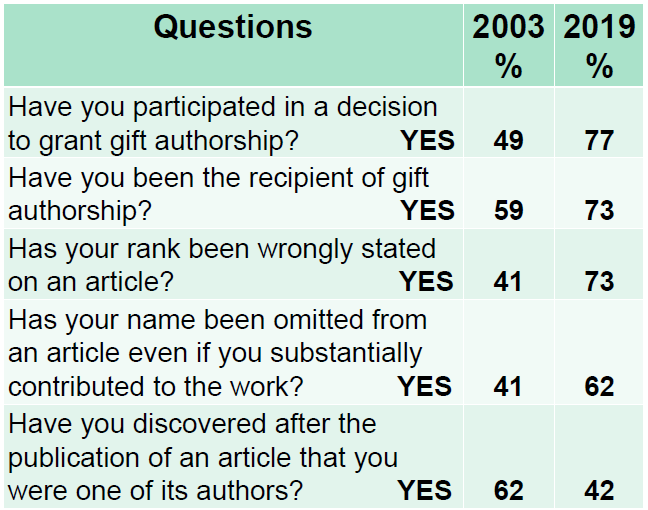 Questions 2003 2019
% %
Have you participated in a decision
to grant gift authorship? YES 49 77
Have you been the recipient of gift
authorship? YES 59 73
Has your rank been wrongly stated
on an article? YES 41 73
Has your name been omitted from
an article even if you substantially
contributed to the work? YES 41 62
Have you discovered after the
publication of an article that you
were one of its authors? YES 62 42